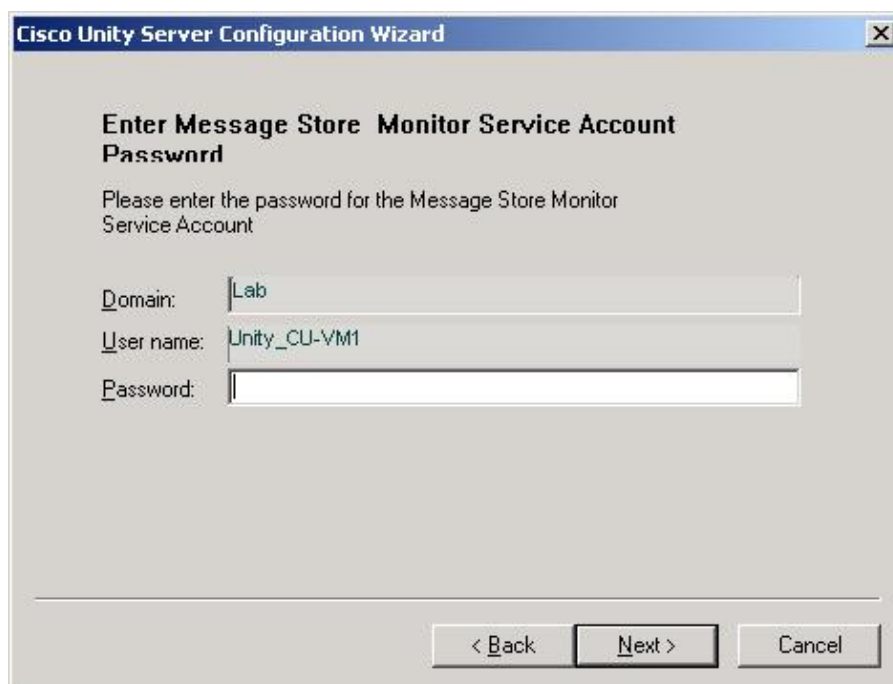 Cisco Unity Server Configuration Wizard
Enter Message Store Monitor Service Account
Password
Please enter the password for the Message Store Monitor
Service Account
Domain: Lab
User name: Unity_CU-VM1
Password:
< Back Next > Cancel